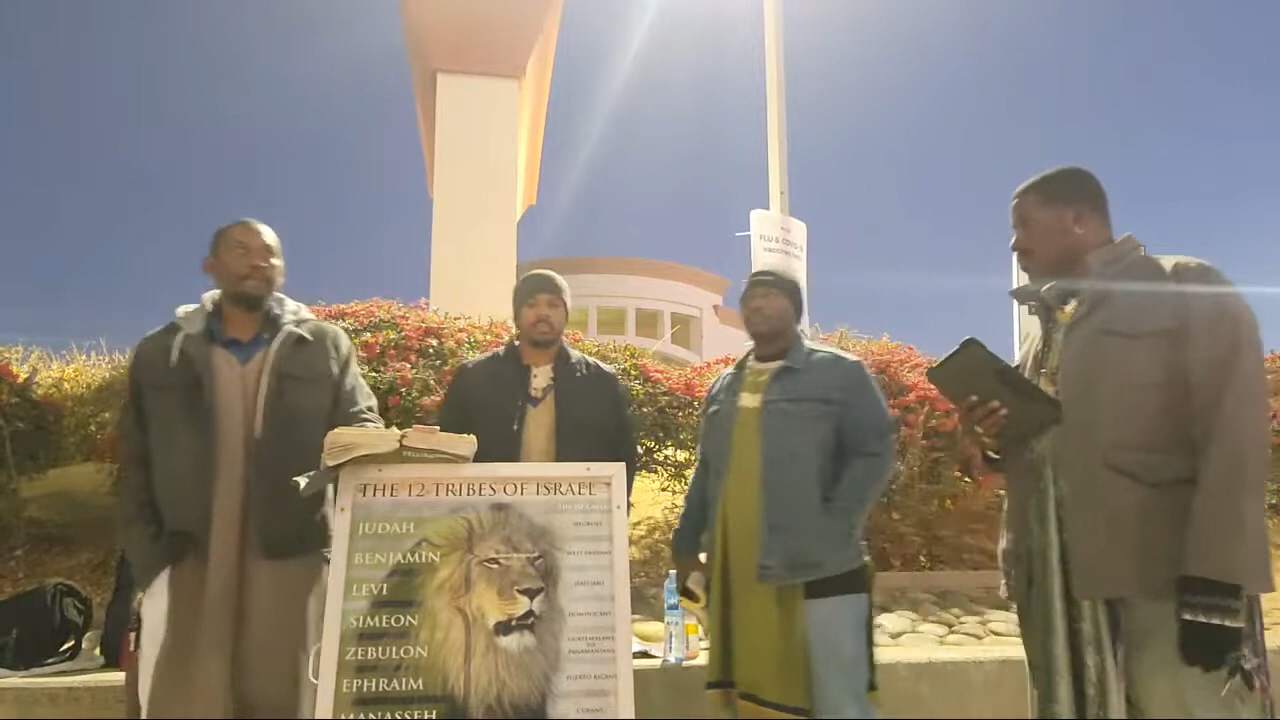 THE 12 TRIBES OF ISRAEL
JUDAH
BENJAMIN
LEVI
SIMEON
ZEBULON
EPHRAIM
MANASSEH
NEGROES
WEST INDIANS
HAITIANS
DOMINICANS
GUATEMALANS
TO
PANAMANIANS
PUERTO RICANS
CUBANS
FLU & COVID-19
vaccines